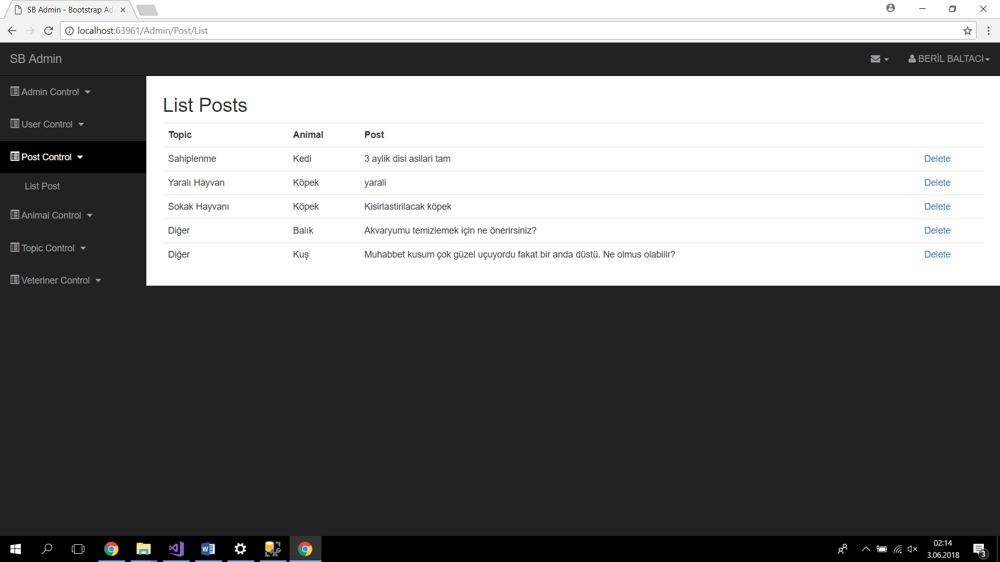 SB Admin - Bootstrap Ad
localhost:63961/Admin/Post/List
SB Admin
BERİL BALTACI
Admin Control
User Control
Post Control
List Post
Animal Control
Topic Control
Veteriner Control
List Posts
Topic Animal Post
Sahiplenme Kedi 3 aylik disi asilari tam Delete
Yaralı Hayvan Köpek yarali Delete
Sokak Hayvanı Köpek Kisirlastirilacak köpek Delete
Diğer Balık Akvaryumu temizlemek için ne önerirsiniz? Delete
Diğer Kuş Muhabbet kusum çok güzel uçuyordu fakat bir anda düstü. Ne olmus olabilir? Delete
02:14
3.06.2018
3